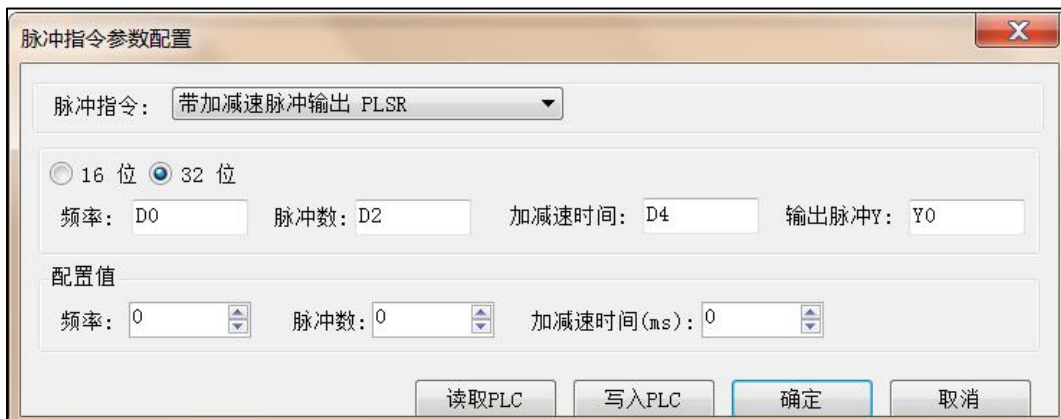 脉冲指令参数配置
脉冲指令: 带加减速脉冲输出 PLSR
16 位 32 位
频率: D0 脉冲数: D2 加减速时间: D4 输出脉冲Y: Y0
配置值
频率: 0 脉冲数: 0 加减速时间(ms): 0
读取PLC 写入PLC 确定 取消